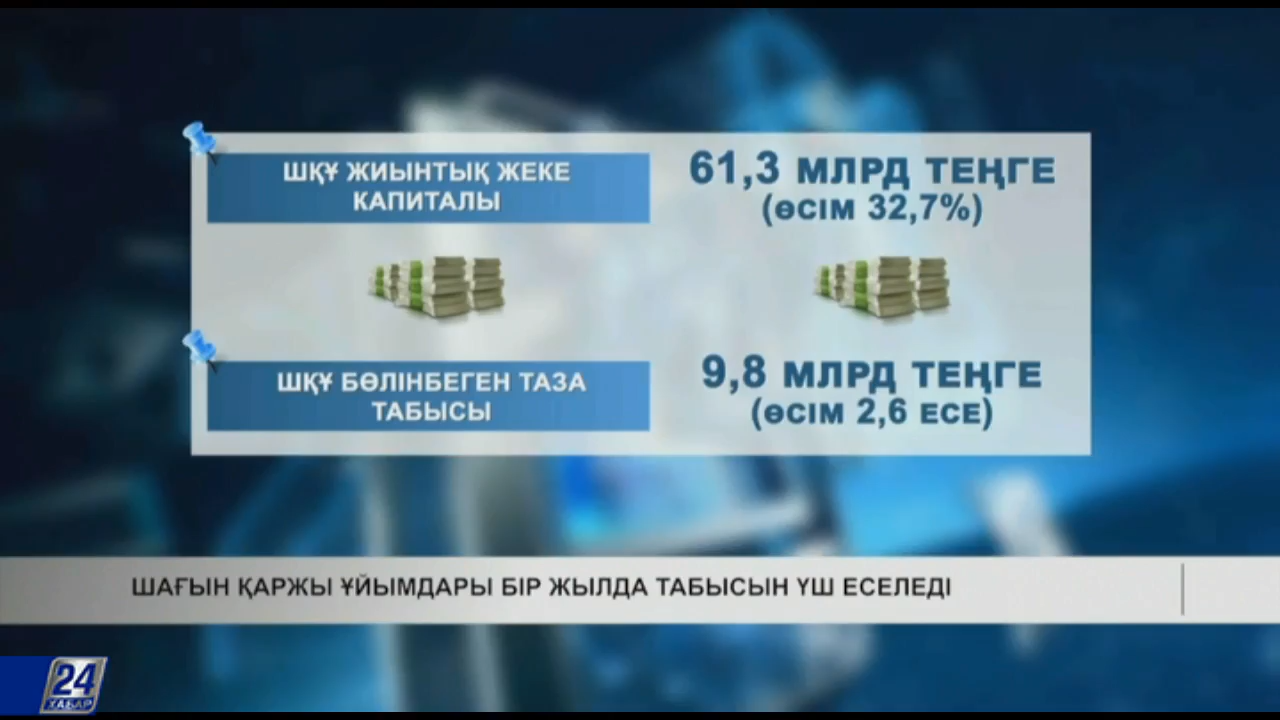 ШҚҰ ЖИЫНТЫҚ ЖЕКЕ
КАПИТАЛЫ
61,3 МЛРД ТЕҢГЕ
(ӨСІМ 32,7%)
ШҚҰ БӨЛІНБЕГЕН ТАЗА
ТАБЫСЫ
9,8 МЛРД ТЕҢГЕ
(ӨСІМ 2,6 ЕСЕ)
ШАҒЫН ҚАРЖЫ ҰЙЫМДАРЫ БІР ЖЫЛДА ТАБЫСЫН ҮШ ЕСЕЛЕДІ
24
ХАБАР